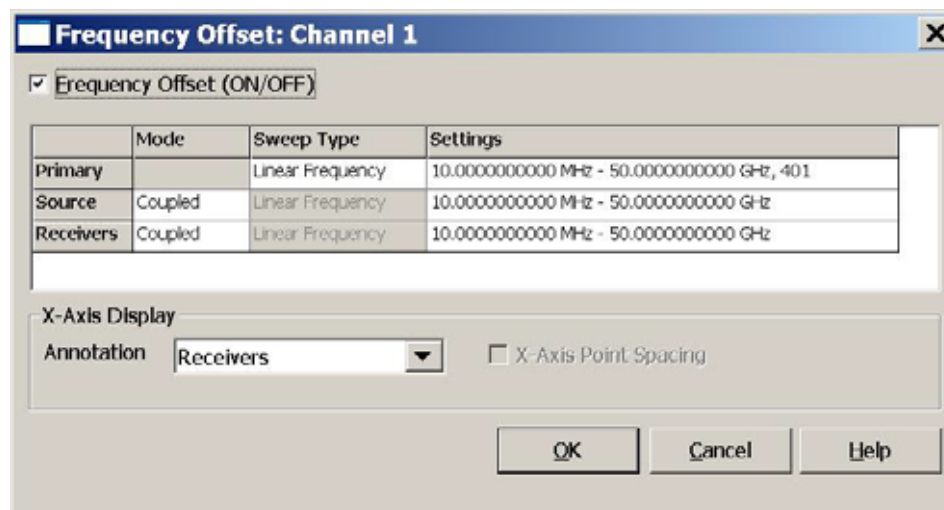 Frequency Offset: Channel 1
Frequency Offset (ON/OFF)
Mode Sweep Type Settings
Primary Linear Frequency 10.0000000000 MHz - 50.0000000000 GHz, 401
Source Coupled Linear Frequency 10.0000000000 MHz - 50.0000000000 GHz
Receivers Coupled Linear Frequency 10.0000000000 MHz - 50.0000000000 GHz
X-Axis Display
Annotation Receivers X-Axis Point Spacing
OK Cancel Help